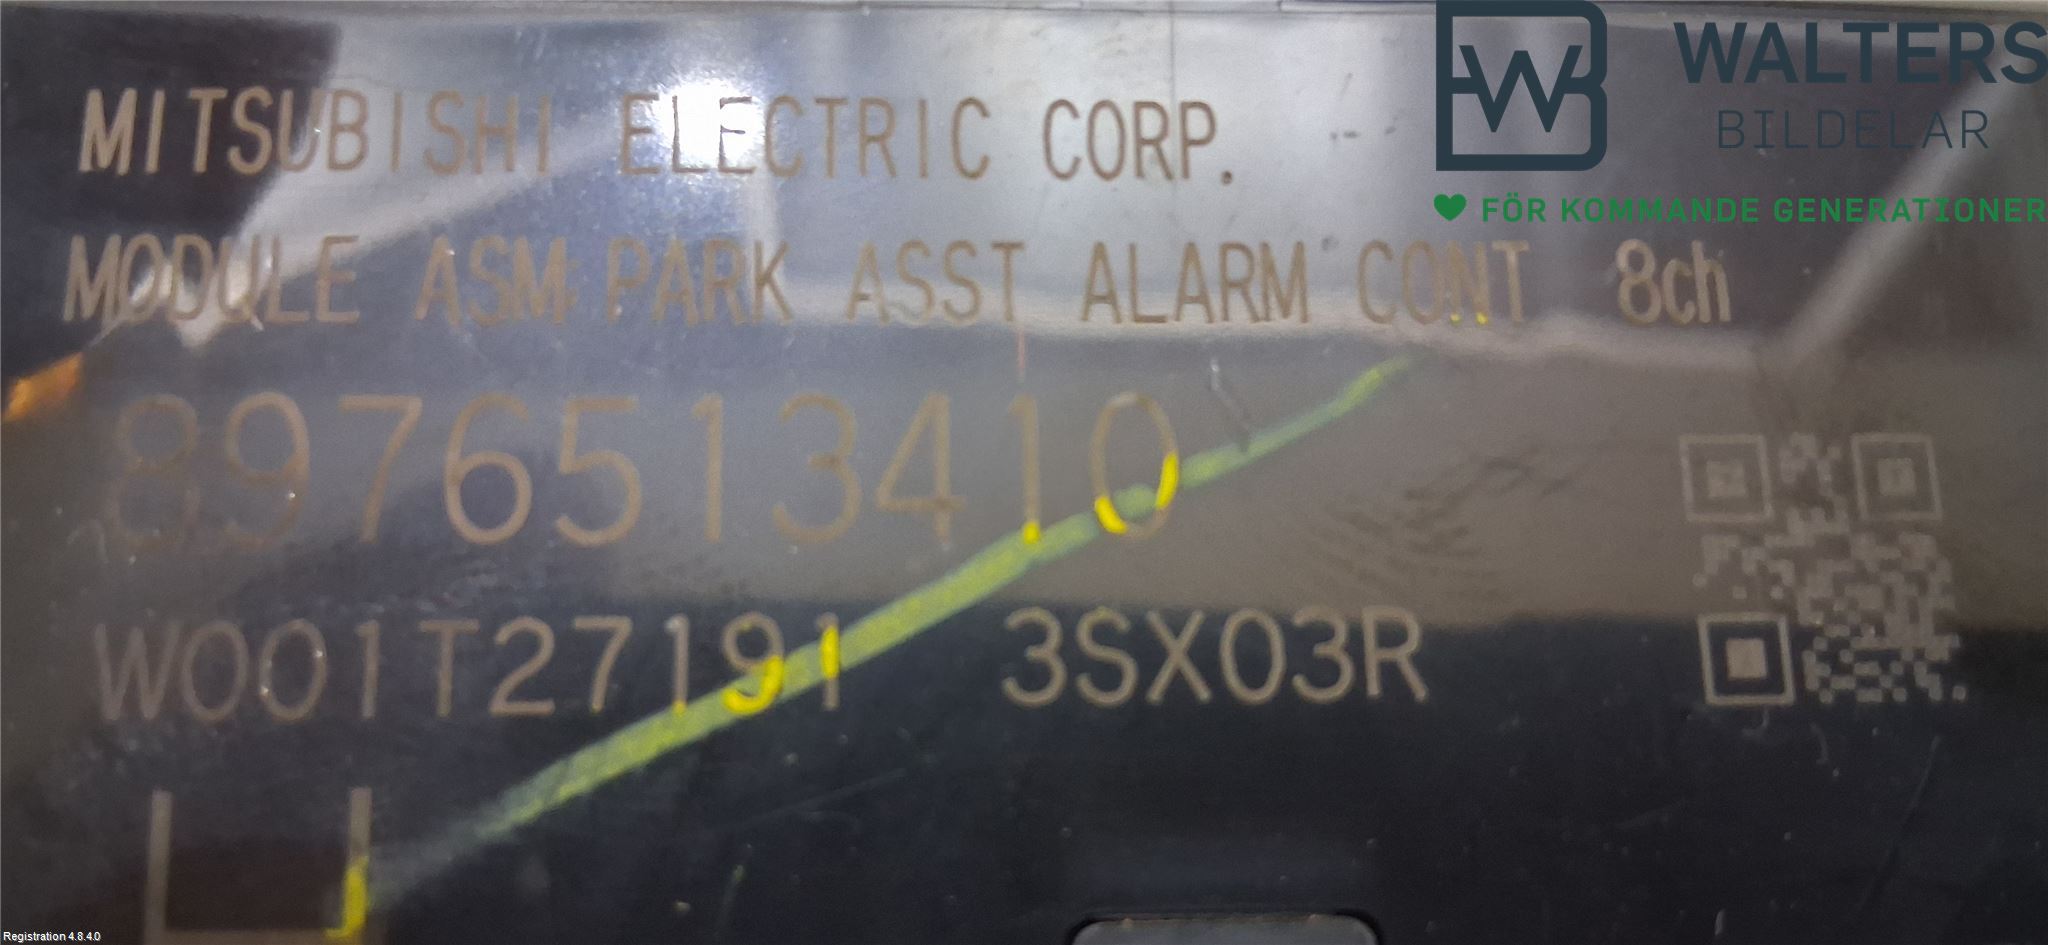 MITSUBISHI ELECTRIC CORP.
MODULE ASM:PARK ASST ALARM CONT 8ch
8976513410
W001T27191 3SX03R
WALTERS
BILDELAR
FÖR KOMMANDE GENERATIONER
Registration 4.8.4.0